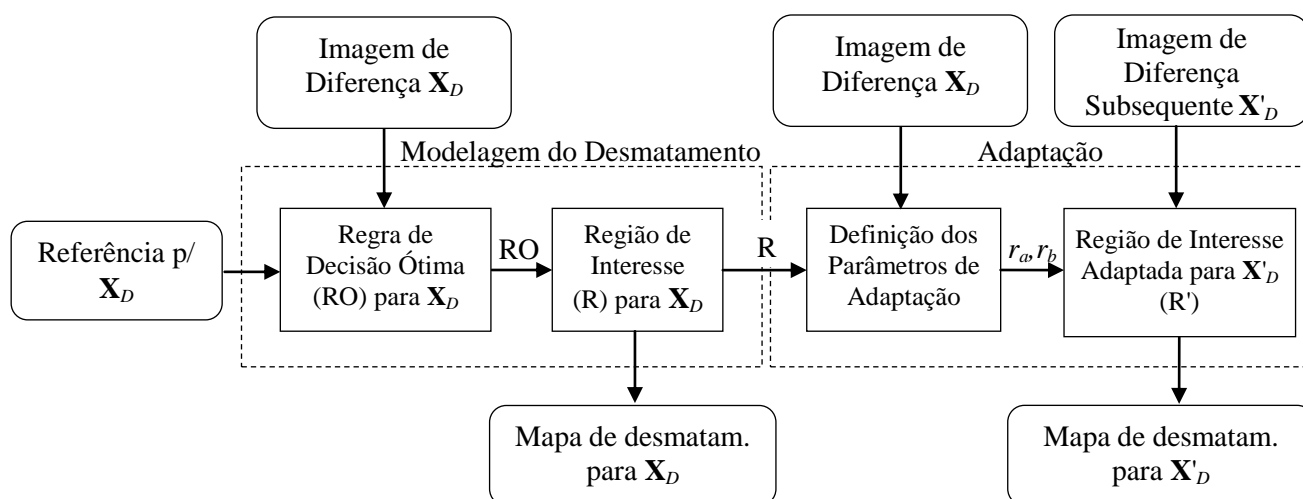 Imagem de
Diferença X_D
Imagem de
Diferença X_D
Imagem de
Diferença
Subsequente X'_D
Modelagem do Desmatamento
Adaptação
Referência p/
X_D
Regra de
Decisão Ótima
(RO) para X_D
RO
Região de
Interesse
(R) para X_D
R
Definição dos
Parâmetros de
Adaptação
r_a,r_b
Região de Interesse
Adaptada para X'_D
(R')
Mapa de desmatam.
para X_D
Mapa de desmatam.
para X'_D